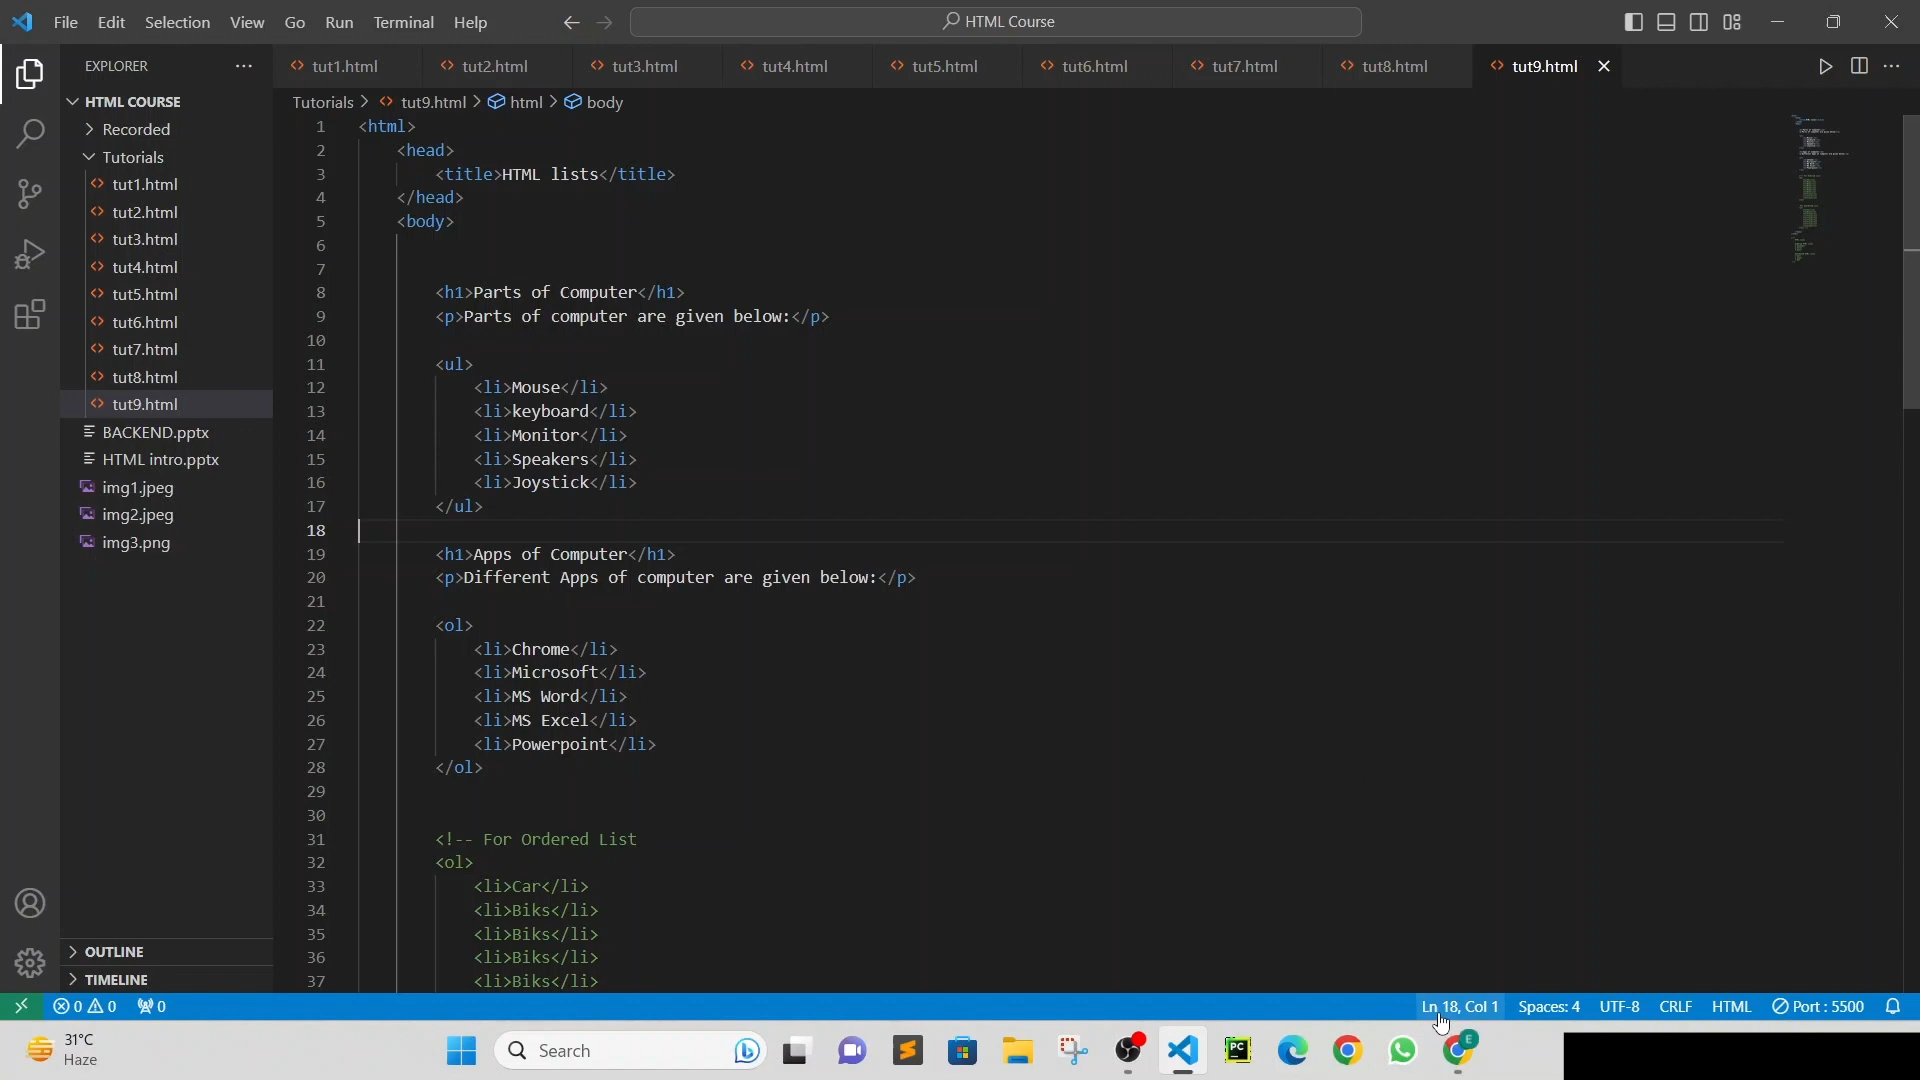 File Edit Selection View Go Run Terminal Help
HTML Course
EXPLORER
HTML COURSE
Recorded
Tutorials
tut1.html
tut2.html
tut3.html
tut4.html
tut5.html
tut6.html
tut7.html
tut8.html
tut9.html
BACKEND.pptx
HTML intro.pptx
img1.jpeg
img2.jpeg
img3.png
OUTLINE
TIMELINE
tut1.html tut2.html tut3.html tut4.html tut5.html tut6.html tut7.html tut8.html tut9.html
Tutorials > tut9.html > html > body
1 <html>
2 <head>
3 <title>HTML lists</title>
4 </head>
5 <body>
6
7
8 <h1>Parts of Computer</h1>
9 <p>Parts of computer are given below:</p>
10
11 <ul>
12 <li>Mouse</li>
13 <li>keyboard</li>
14 <li>Monitor</li>
15 <li>Speakers</li>
16 <li>Joystick</li>
17 </ul>
18
19 <h1>Apps of Computer</h1>
20 <p>Different Apps of computer are given below:</p>
21
22 <ol>
23 <li>Chrome</li>
24 <li>Microsoft</li>
25 <li>MS Word</li>
26 <li>MS Excel</li>
27 <li>Powerpoint</li>
28 </ol>
29
30
31 <!-- For Ordered List
32 <ol>
33 <li>Car</li>
34 <li>Biks</li>
35 <li>Biks</li>
36 <li>Biks</li>
37 <li>Biks</li>
0 0 0
Ln 18, Col 1 Spaces: 4 UTF-8 CRLF HTML Port : 5500
31°C
Haze
Search
PC
E